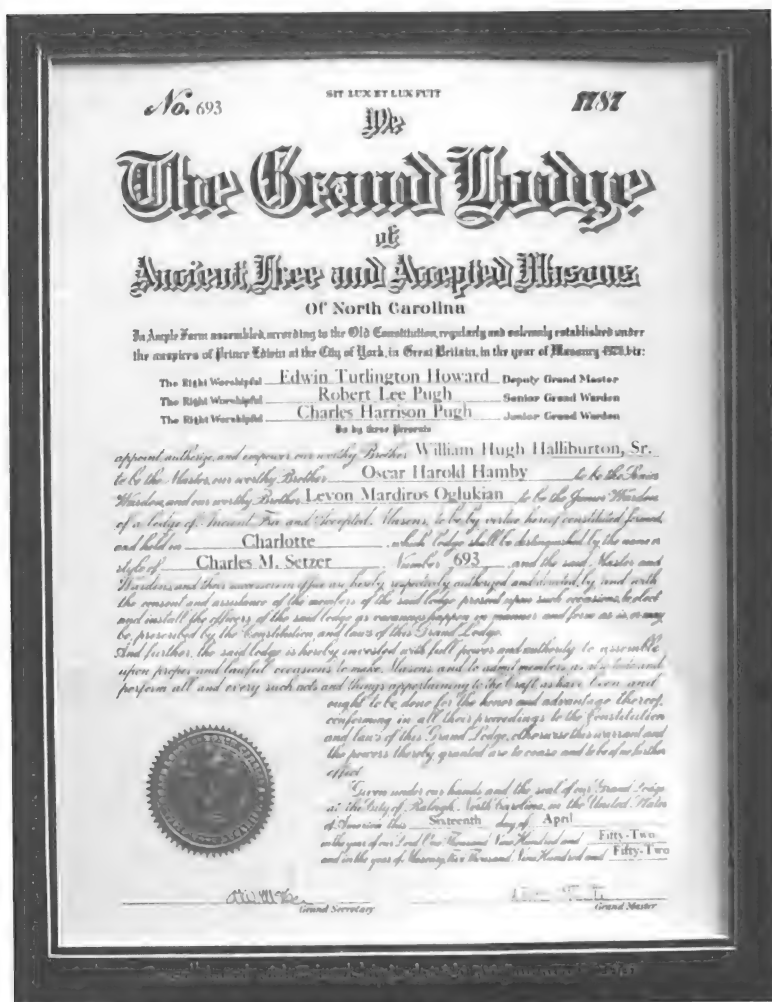 No. 693
SIT LUX ET LUX FUIT
1787
We
The Grand Lodge
of
Ancient, Free and Accepted Masons
Of North Carolina
In Ample Form assembled, according to the Old Constitution, regularly and solemnly established under
the auspices of Prince Edwin at the City of York, in Great Britain, in the year of Masonry 4926, viz:
The Right Worshipful Edwin Turlington Howard Deputy Grand Master
The Right Worshipful Robert Lee Pugh Senior Grand Warden
The Right Worshipful Charles Harrison Pugh Junior Grand Warden
Do by these Presents
appoint, authorize, and empower our worthy Brother William Hugh Halliburton, Sr.
to be the Master, our worthy Brother Oscar Harold Hamby to be the Senior
Warden, and our worthy Brother Levon Mardiros Oglukian to be the Junior Warden
of a lodge of Ancient Free and Accepted Masons, to be by virtue hereof constituted, formed,
and held in Charlotte which lodge shall be distinguished by the name or
style of Charles M. Setzer Number 693 and the said Master and
Wardens and their successors in office are hereby respectively authorized and directed, by and with
the consent and assistance of the members of the said lodge present upon such occasions, to elect
and install the officers of the said lodge as vacancies happen in manner and form as is, or may
be, prescribed by the Constitution and laws of this Grand Lodge.
And further, the said lodge is hereby invested with full power and authority to assemble
upon proper and lawful occasions to make Masons and to admit members as also to do and
perform all and every such acts and things appertaining to the Craft as have been and
ought to be done for the honor and advantage thereof,
conforming in all their proceedings to the Constitution
and laws of this Grand Lodge, otherwise this warrant and
the powers thereby granted are to cease and to be of no further
effect.
Given under our hands and the seal of our Grand Lodge
at the City of Raleigh, North Carolina, in the United States
of America this Sixteenth day of April
in the year of our Lord One Thousand Nine Hundred and Fifty-Two
and in the year of Masonry, Five Thousand Nine Hundred and Fifty-Two
Grand Secretary
Grand Master